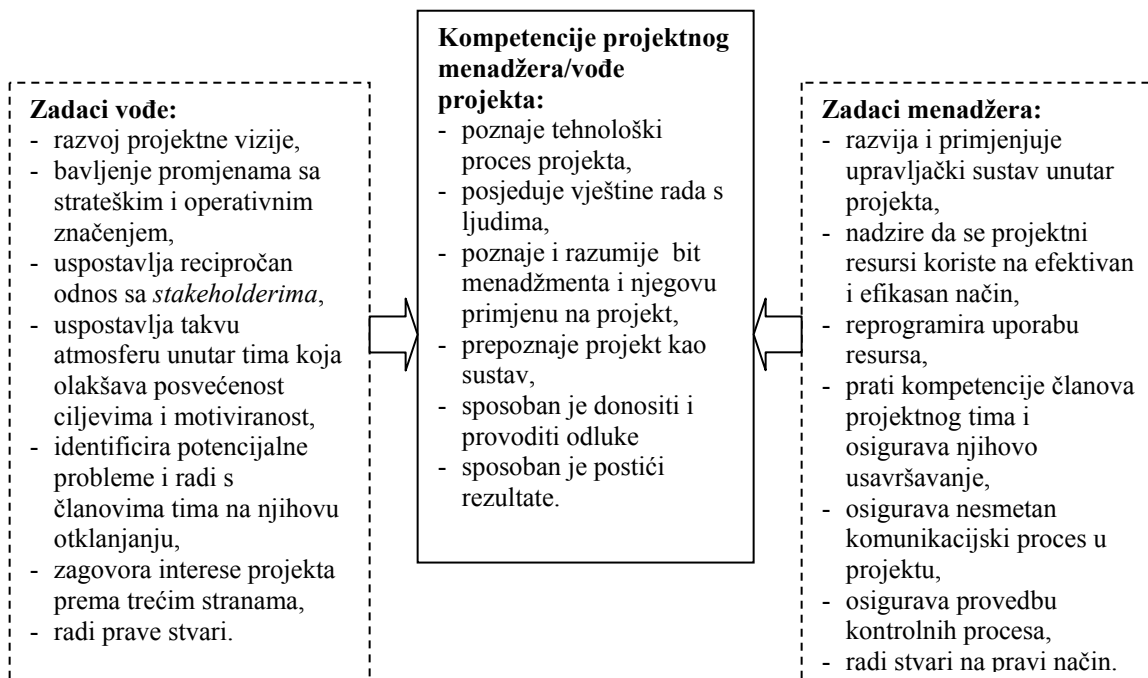 Zadaci vođe:
- razvoj projektne vizije,
- bavljenje promjenama sa
strateškim i operativnim
značenjem,
- uspostavlja recipročan
odnos sa stakeholderima,
- uspostavlja takvu
atmosferu unutar tima koja
olakšava posvećenost
ciljevima i motiviranost,
- identificira potencijalne
probleme i radi s
članovima tima na njihovu
otklanjanju,
- zagovora interese projekta
prema trećim stranama,
- radi prave stvari.
Kompetencije projektnog
menadžera/vođe
projekta:
- poznaje tehnološki
proces projekta,
- posjeduje vještine rada s
ljudima,
- poznaje i razumije bit
menadžmenta i njegovu
primjenu na projekt,
- prepoznaje projekt kao
sustav,
- sposoban je donositi i
provoditi odluke
- sposoban je postići
rezultate.
Zadaci menadžera:
- razvija i primjenjuje
upravljački sustav unutar
projekta,
- nadzire da se projektni
resursi koriste na efektivan
i efikasan način,
- reprogramira uporabu
resursa,
- prati kompetencije članova
projektnog tima i
osigurava njihovo
usavršavanje,
- osigurava nesmetan
komunikacijski proces u
projektu,
- osigurava provedbu
kontrolnih procesa,
- radi stvari na pravi način.